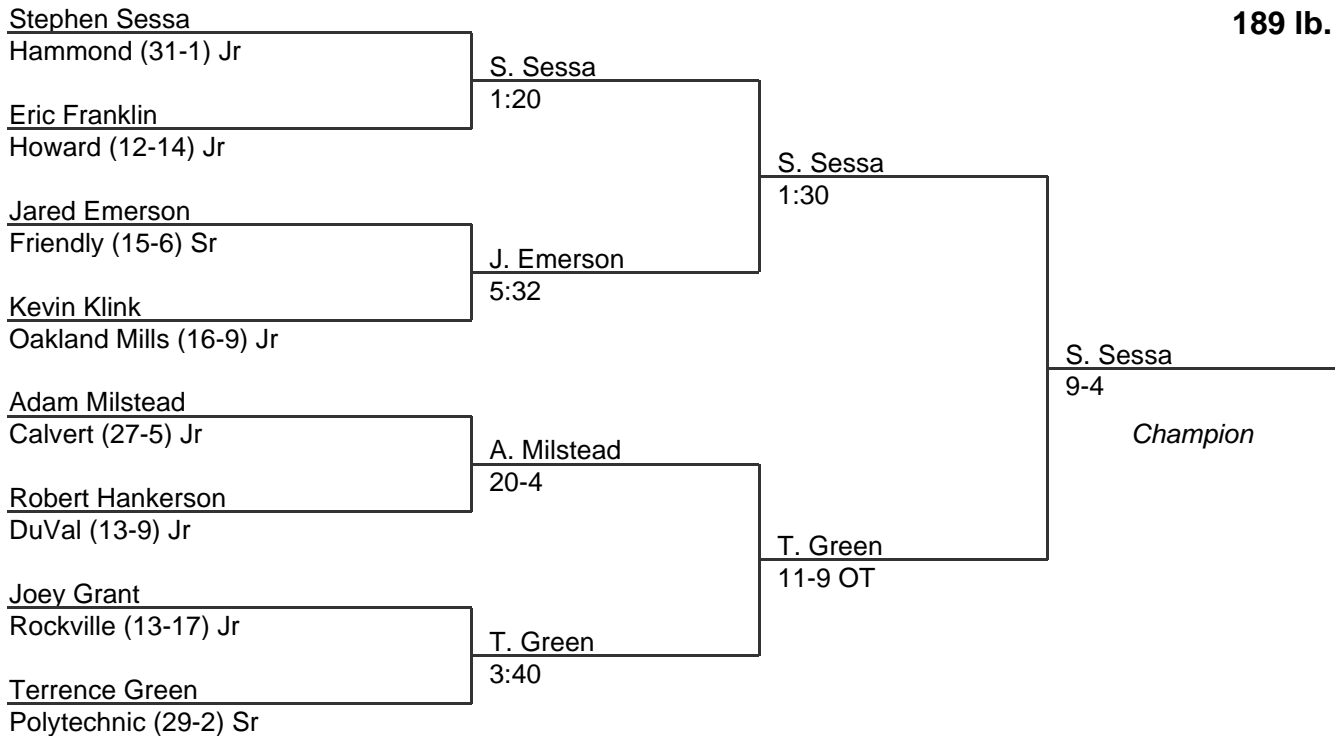 189 lb.
Stephen Sessa
Hammond (31-1) Jr
S. Sessa
1:20
Eric Franklin
Howard (12-14) Jr
S. Sessa
1:30
Jared Emerson
Friendly (15-6) Sr
J. Emerson
5:32
Kevin Klink
Oakland Mills (16-9) Jr
S. Sessa
9-4
Champion
Adam Milstead
Calvert (27-5) Jr
A. Milstead
20-4
Robert Hankerson
DuVal (13-9) Jr
T. Green
11-9 OT
Joey Grant
Rockville (13-17) Jr
T. Green
3:40
Terrence Green
Polytechnic (29-2) Sr